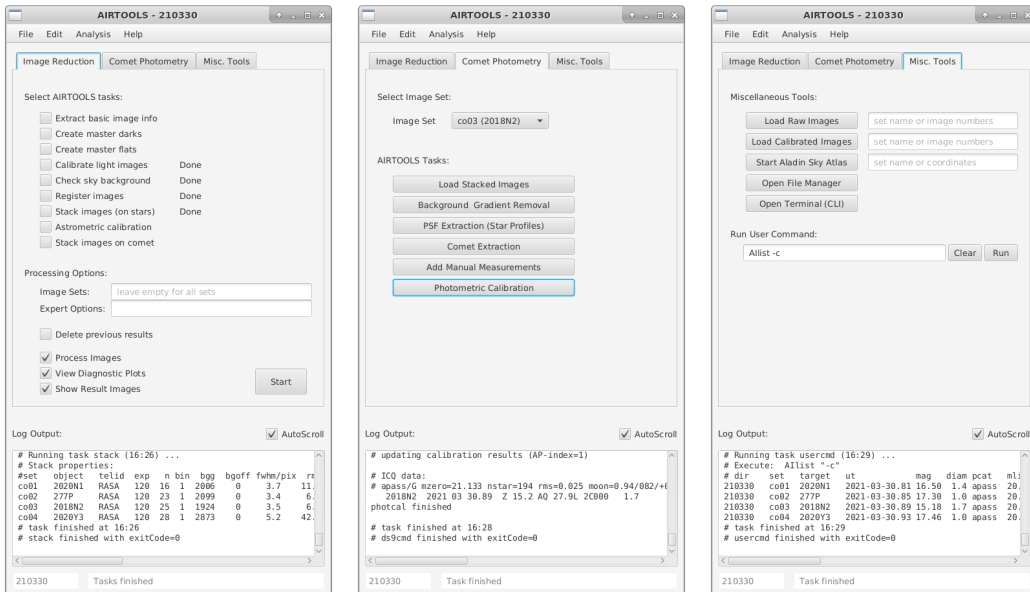 AIRTOOLS - 210330
File Edit Analysis Help
Image Reduction Comet Photometry Misc. Tools
Select AIRTOOLS tasks:
Extract basic image info
Create master darks
Create master flats
Calibrate light images Done
Check sky background Done
Register images Done
Stack images (on stars) Done
Astrometric calibration
Stack images on comet
Processing Options:
Image Sets: leave empty for all sets
Expert Options:
Delete previous results
Process Images
View Diagnostic Plots
Show Result Images
Start
Log Output: AutoScroll
# Running task stack (16:26) ...
# Stack properties:
#set object telid exp n bin bgg bgoff fwhm/pix rm
co01 2020N1 RASA 120 16 1 2006 0 3.7 11.
co02 277P RASA 120 23 1 2099 0 3.4 6.
co03 2018N2 RASA 120 25 1 1924 0 3.5 6.
co04 2020Y3 RASA 120 28 1 2873 0 5.2 42.
# task finished at 16:26
# stack finished with exitCode=0
210330 Tasks finished
AIRTOOLS - 210330
File Edit Analysis Help
Image Reduction Comet Photometry Misc. Tools
Select Image Set:
Image Set co03 (2018N2)
AIRTOOLS Tasks:
Load Stacked Images
Background Gradient Removal
PSF Extraction (Star Profiles)
Comet Extraction
Add Manual Measurements
Photometric Calibration
Log Output: AutoScroll
# updating calibration results (AP-index=1)
# ICQ data:
# apass/G mzero=21.133 nstar=194 rms=0.025 moon=0.94/082/+6
2018N2 2021 03 30.89 Z 15.2 AQ 27.9L 2C000 1.7
photcal finished
# task finished at 16:28
# ds9cmd finished with exitCode=0
210330 Task finished
AIRTOOLS - 210330
File Edit Analysis Help
Image Reduction Comet Photometry Misc. Tools
Miscellaneous Tools:
Load Raw Images set name or image numbers
Load Calibrated Images set name or image numbers
Start Aladin Sky Atlas set name or coordinates
Open File Manager
Open Terminal (CLI)
Run User Command:
AIlist -c Clear Run
Log Output: AutoScroll
# Running task usercmd (16:29) ...
# Execute: AIlist "-c"
# dir set target ut mag diam pcat mli
210330 co01 2020N1 2021-03-30.81 16.50 1.4 apass 20.
210330 co02 277P 2021-03-30.85 17.30 1.0 apass 20.
210330 co03 2018N2 2021-03-30.89 15.18 1.7 apass 20.
210330 co04 2020Y3 2021-03-30.93 17.46 1.0 apass 20.
# task finished at 16:29
# usercmd finished with exitCode=0
210330 Task finished